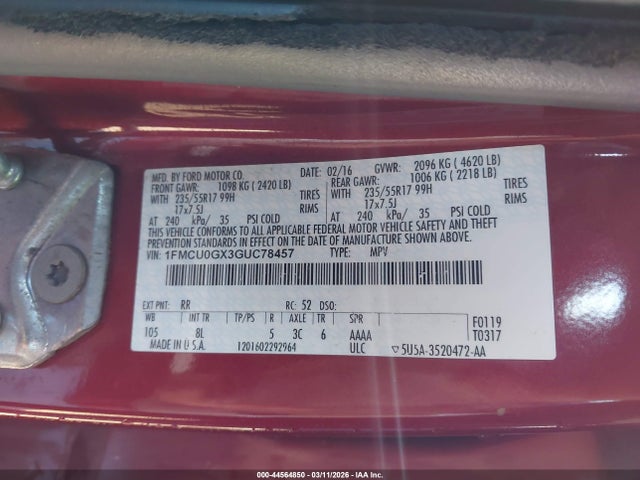 MFD. BY FORD MOTOR CO. 02/16 GVWR: 2096 KG ( 4620 LB)
FRONT GAWR: 1098 KG ( 2420 LB) REAR GAWR: 1006 KG ( 2218 LB)
WITH 235/55R17 99H TIRES WITH 235/55R17 99H TIRES
17x7.5J RIMS 17x7.5J RIMS
AT 240 kPa/ 35 PSI COLD AT 240 kPa/ 35 PSI COLD
THIS VEHICLE CONFORMS TO ALL APPLICABLE FEDERAL MOTOR VEHICLE SAFETY AND THEFT
PREVENTION STANDARDS IN EFFECT ON THE DATE OF MANUFACTURE SHOWN ABOVE.
VIN: 1FMCU0GX3GUC78457 TYPE: MPV
EXT PNT: RR RC: 52 DSO:
WB INT TR TP/PS R AXLE TR SPR F0119
105 8L 5 3C 6 AAAA T0317
MADE IN U.S.A. I201602292964 ULC ▽5U5A-3520472-AA
000-44564850 - 03/11/2026 - IAA Inc.